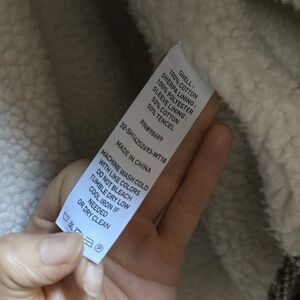 SHELL:
100% COTTON
SHERPA LINING:
100% POLYESTER
SLEEVE LINING:
50% COTTON
50% TENCEL
MADE IN CHINA
MACHINE WASH COLD
WITH LIKE COLORS
DO NOT BLEACH
TUMBLE DRY LOW
COOL IRON IF
NEEDED
OR DRY CLEAN